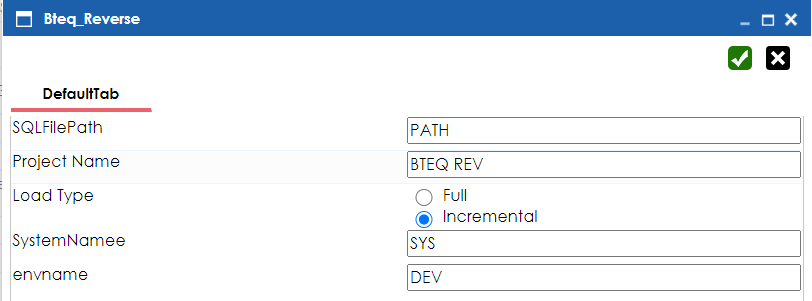 Bteq_Reverse
DefaultTab
SQLFilePath PATH
Project Name BTEQ REV
Load Type Full
Incremental
SystemNamee SYS
envname DEV